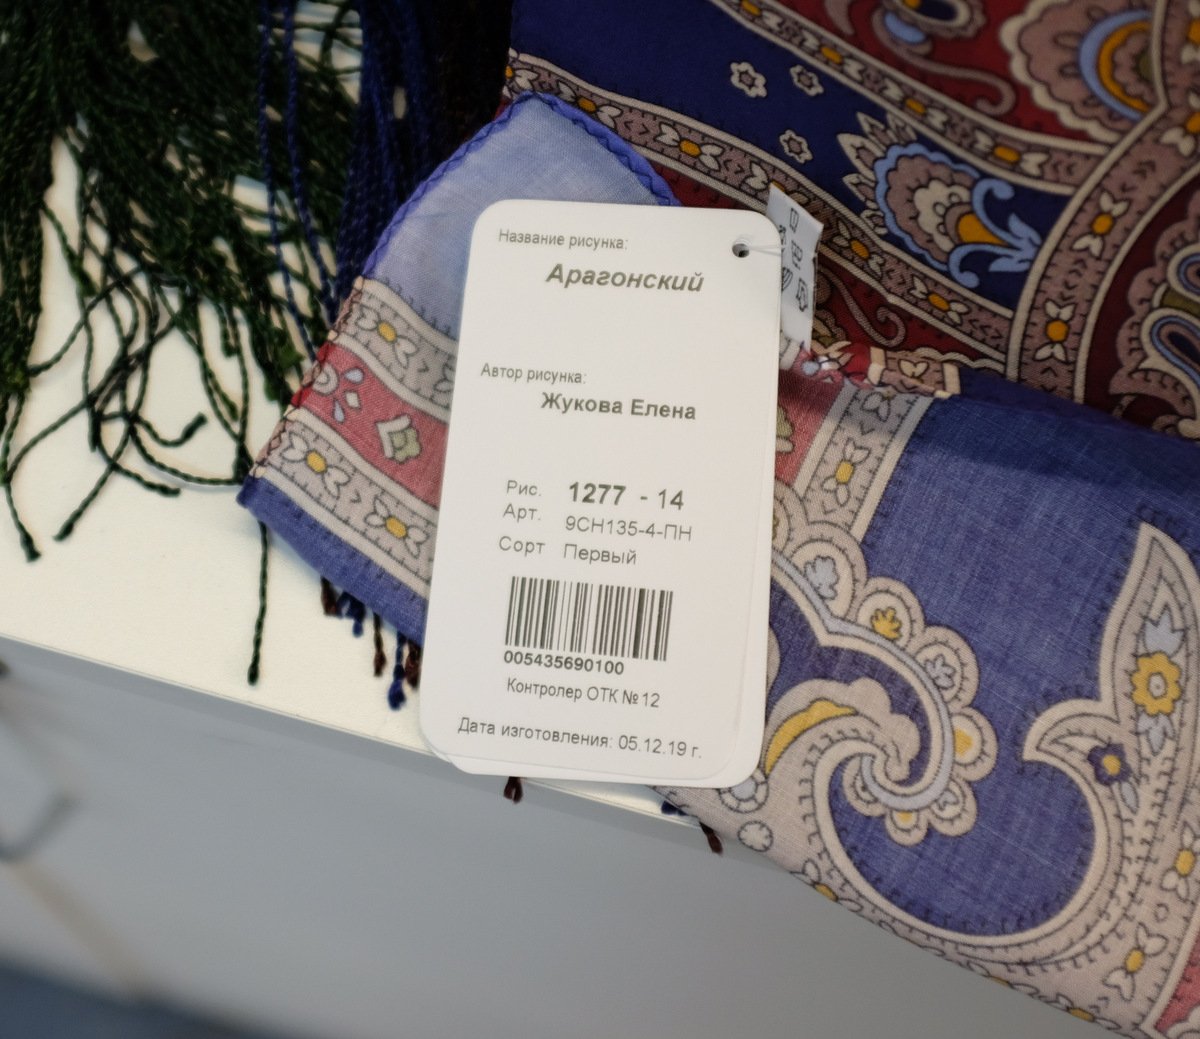 Название рисунка:
Арагонский
Автор рисунка:
Жукова Елена
Рис. 1277 - 14
Арт. 9СН135-4-ПН
Сорт Первый
005435690100
Контролер ОТК № 12
Дата изготовления: 05.12.19 г.